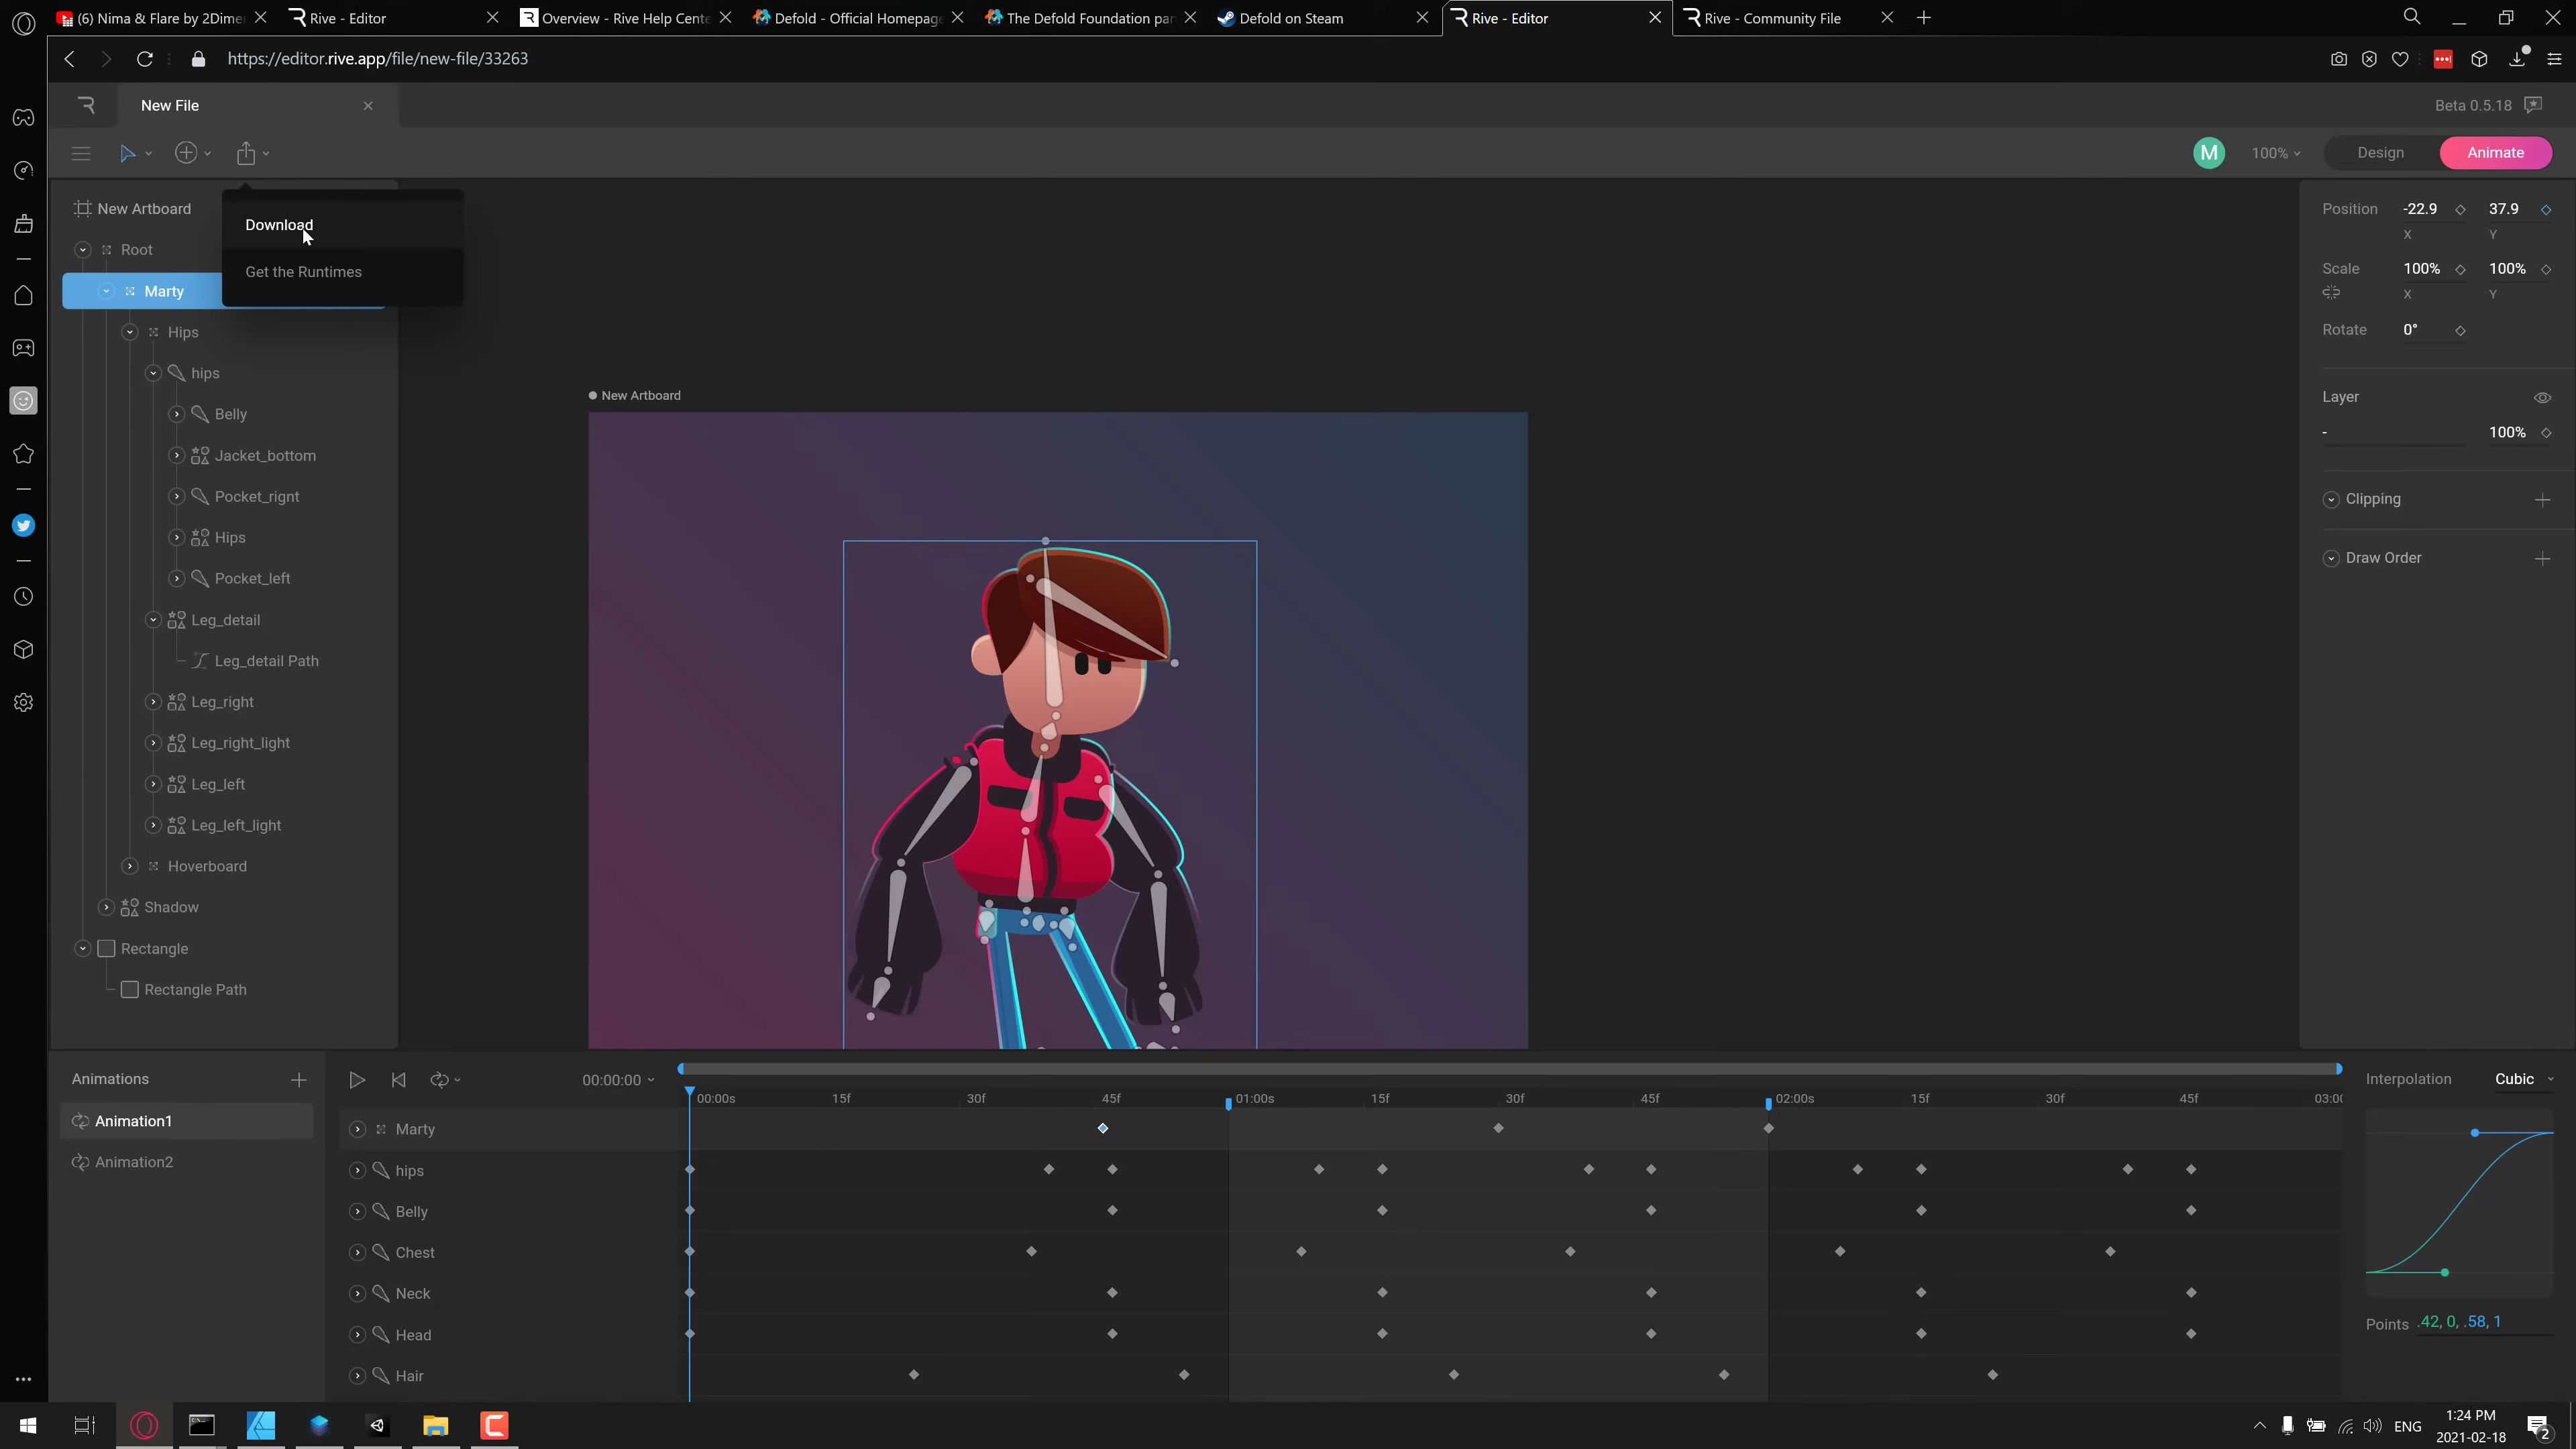 (6) Nima & Flare by 2Dimen
Rive - Editor
Overview - Rive Help Cente
Defold - Official Homepage
The Defold Foundation par
Defold on Steam
Rive - Editor
Rive - Community File
https://editor.rive.app/file/new-file/33263
New File
Beta 0.5.18
M
100%
Design
Animate
New Artboard
Download
Get the Runtimes
Root
Marty
Hips
hips
Belly
Jacket_bottom
Pocket_rignt
Hips
Pocket_left
Leg_detail
Leg_detail Path
Leg_right
Leg_right_light
Leg_left
Leg_left_light
Hoverboard
Shadow
Rectangle
Rectangle Path
New Artboard
Position -22.9 37.9
X Y
Scale 100% 100%
X Y
Rotate 0°
Layer
- 100%
Clipping
Draw Order
Animations
Animation1
Animation2
00:00:00
00:00s 15f 30f 45f 01:00s 15f 30f 45f 02:00s 15f 30f 45f 03:00
Marty
hips
Belly
Chest
Neck
Head
Hair
Interpolation Cubic
Points .42, 0, .58, 1
ENG
1:24 PM
2021-02-18
2